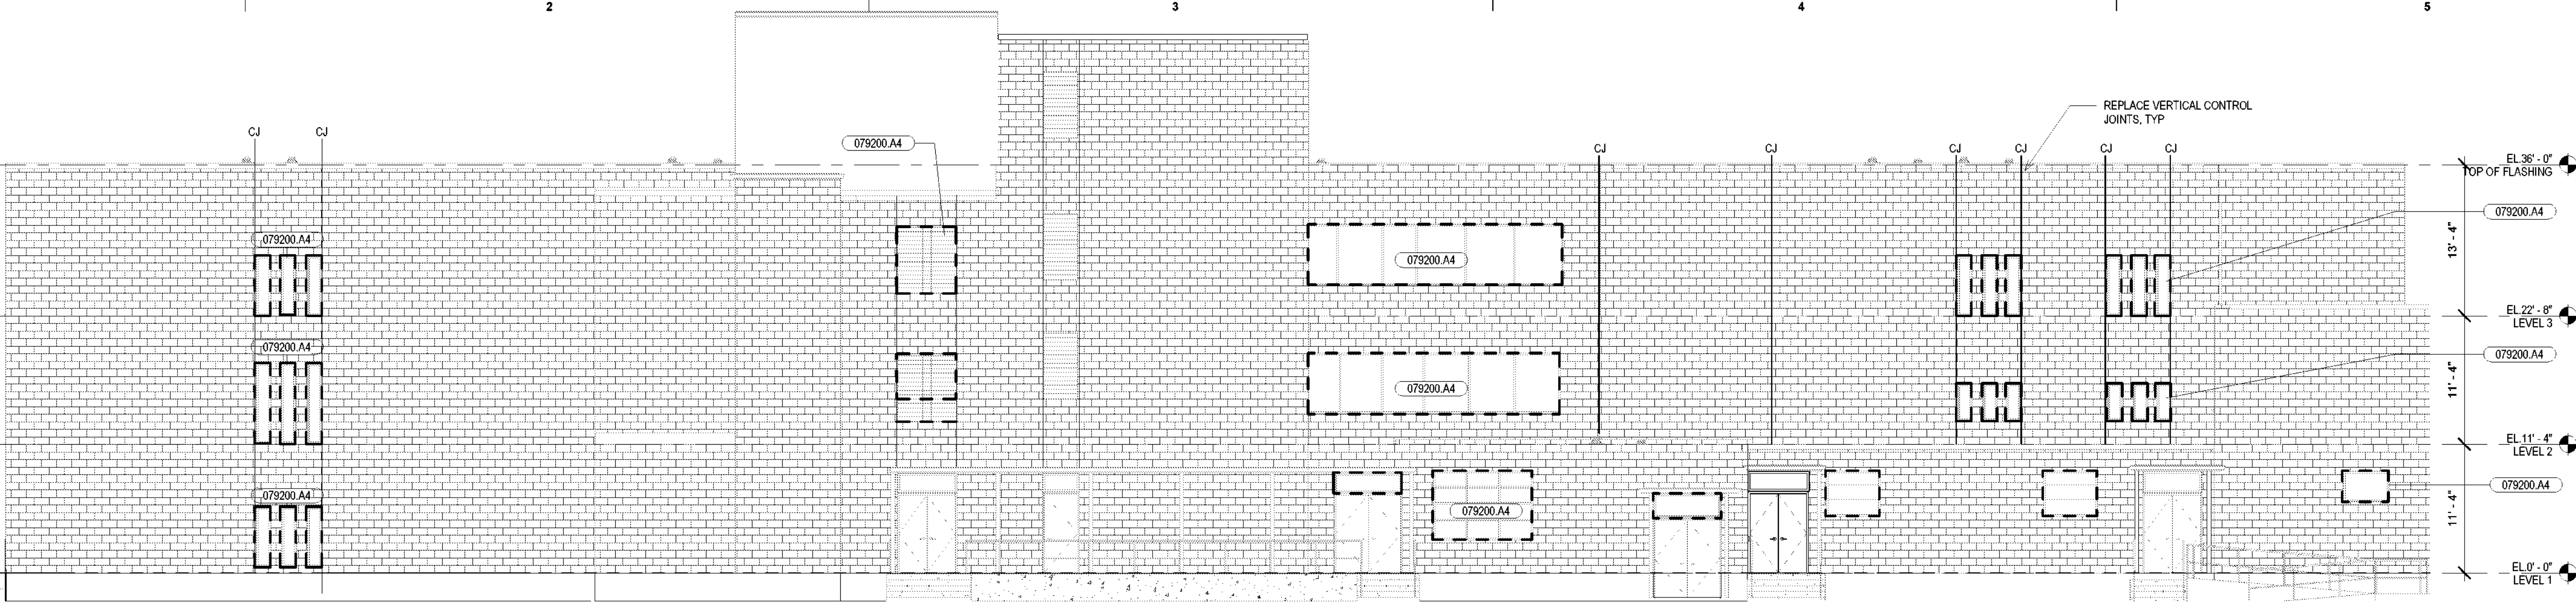 2
3
4
5
REPLACE VERTICAL CONTROL
JOINTS, TYP
CJ
CJ
079200.A4
CJ
CJ
CJ
CJ
CJ
CJ
EL.36' - 0"
TOP OF FLASHING
079200.A4
079200.A4
13' - 4"
079200.A4
EL.22' - 8"
LEVEL 3
079200.A4
079200.A4
11' - 4"
079200.A4
EL.11' - 4"
LEVEL 2
079200.A4
079200.A4
079200.A4
11' - 4"
EL.0' - 0"
LEVEL 1